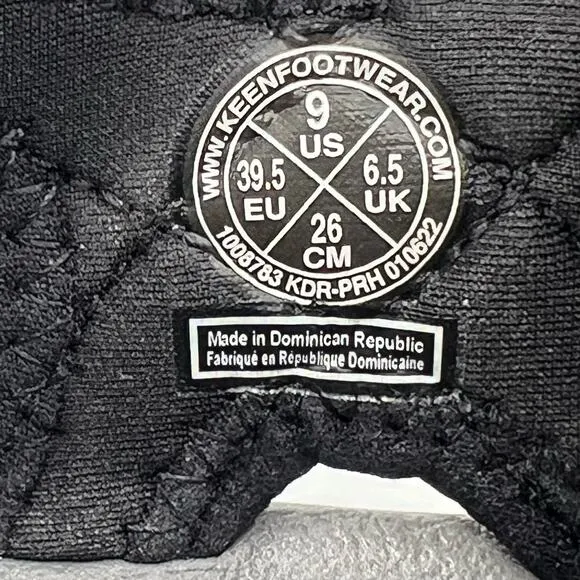 WWW.KEENFOOTWEAR.COM
9
US
39.5
EU
6.5
UK
26
CM
1008783 KDR-PRH 010622
Made in Dominican Republic
Fabriqué en République Dominicaine